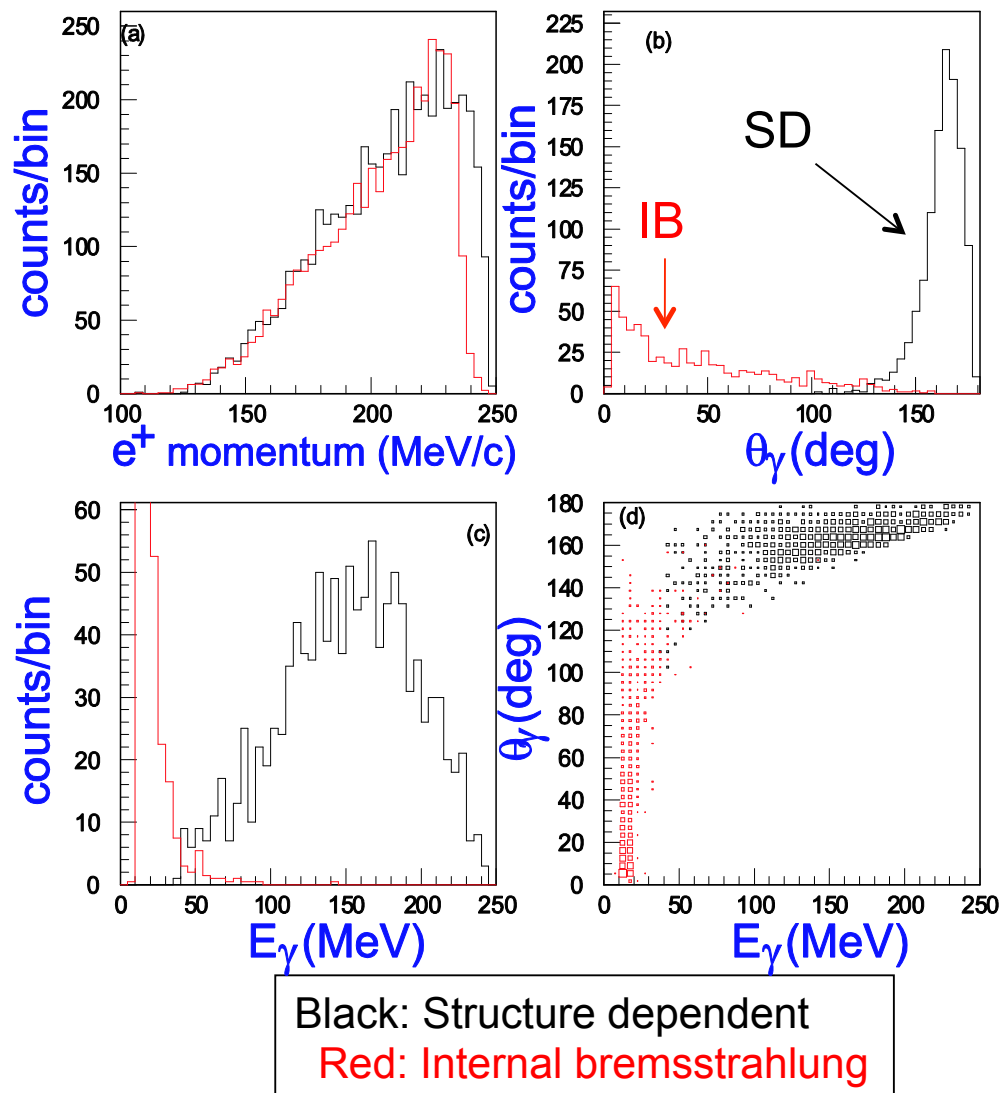 (a)
250
200
150
100
50
0
100 150 200 250
counts/bin
e+ momentum (MeV/c)
(b)
225
200
175
150
125
100
75
50
25
0
0 50 100 150
counts/bin
SD
IB
θγ(deg)
(c)
60
50
40
30
20
10
0
0 50 100 150 200 250
counts/bin
Eγ(MeV)
(d)
180
160
140
120
100
80
60
40
20
0
0 50 100 150 200 250
θγ(deg)
Eγ(MeV)
Black: Structure dependent
Red: Internal bremsstrahlung